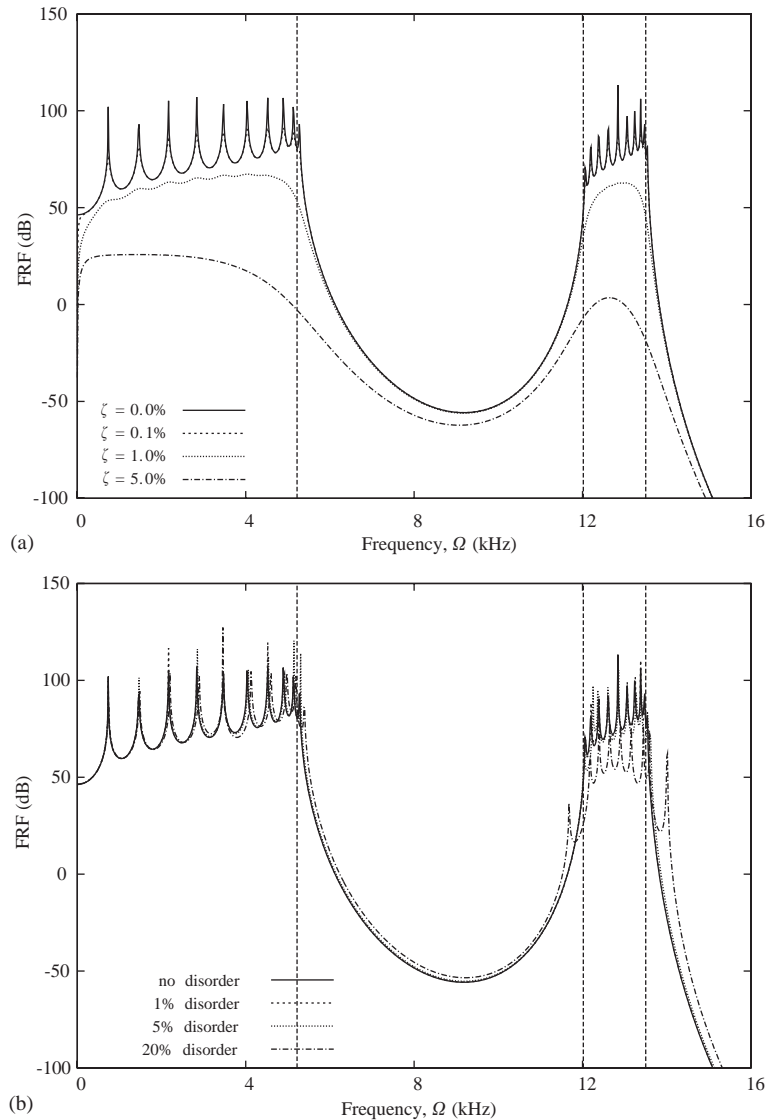 150
100
50
0
-50
-100
FRF (dB)
ζ = 0.0%
ζ = 0.1%
ζ = 1.0%
ζ = 5.0%
0 4 8 12 16
(a)
Frequency, Ω (kHz)
150
100
50
0
-50
-100
FRF (dB)
no disorder
1% disorder
5% disorder
20% disorder
0 4 8 12 16
(b)
Frequency, Ω (kHz)